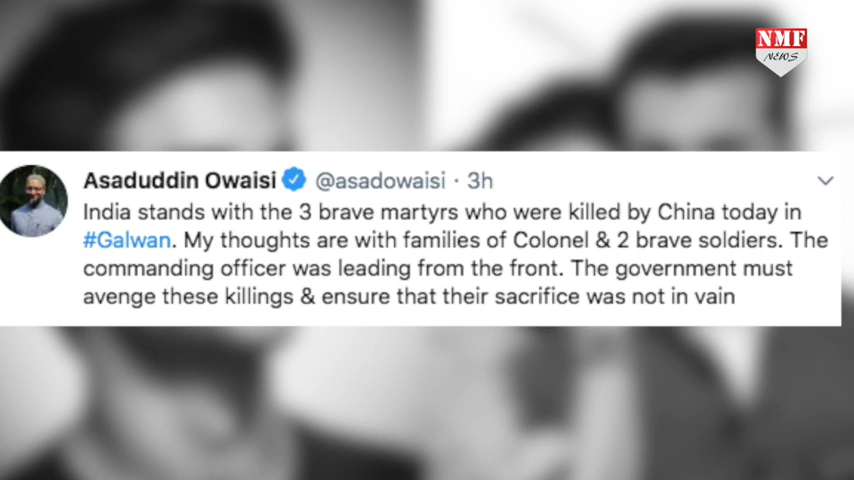 NMF
NEWS
Asaduddin Owaisi @asadowaisi · 3h
India stands with the 3 brave martyrs who were killed by China today in
#Galwan. My thoughts are with families of Colonel & 2 brave soldiers. The
commanding officer was leading from the front. The government must
avenge these killings & ensure that their sacrifice was not in vain